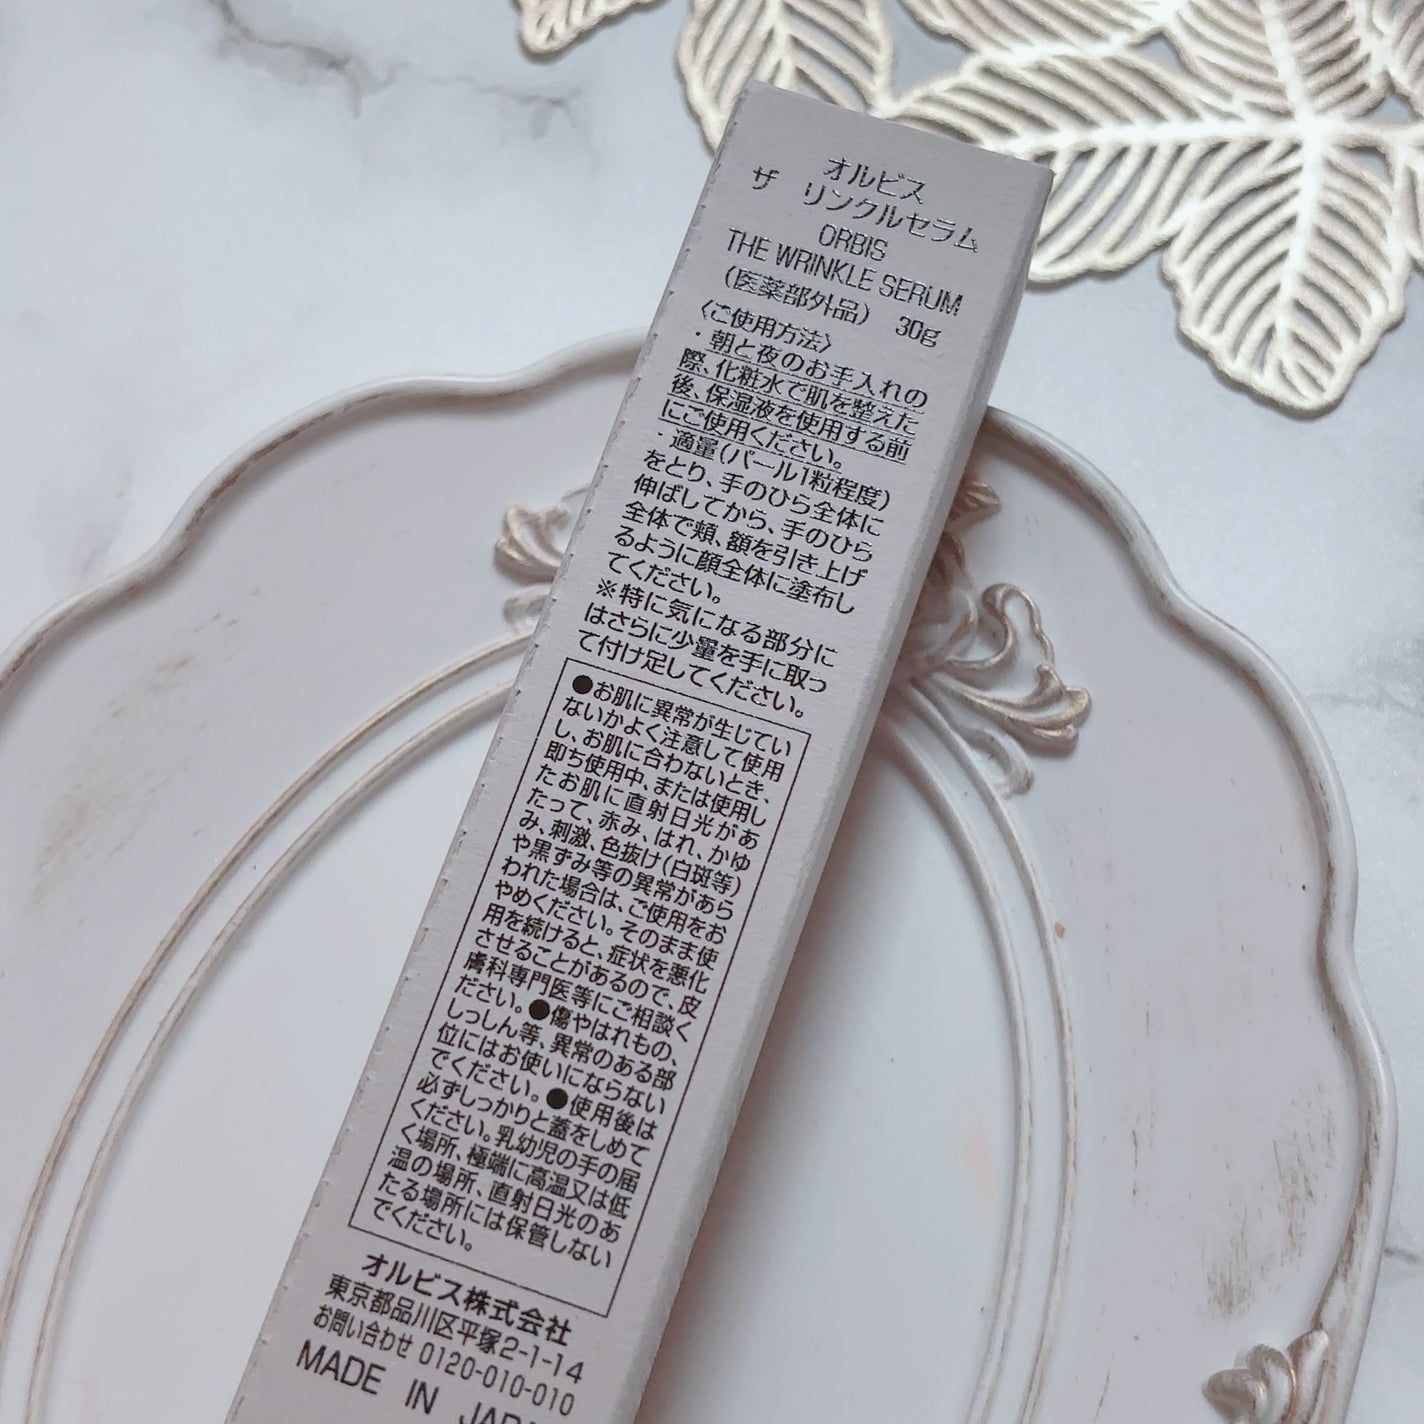 オルビス
ザ リンクルセラム
ORBIS
THE WRINKLE SERUM
(医薬部外品) 30g
〈ご使用方法〉
・朝と夜のお手入れの
際、化粧水で肌を整えた
後、保湿液を使用する前
にご使用ください。
・適量(パール1粒程度)
をとり、手のひら全体に
伸ばしてから、手のひら
全体で頬、額を引き上げ
るように顔全体に塗布し
てください。
※特に気になる部分に
はさらに少量を手に取っ
て付け足してください。
●お肌に異常が生じてい
ないかよく注意して使用
し、お肌に合わないとき、
即ち使用中、または使用し
たお肌に直射日光があ
たって、赤み、はれ、かゆ
み、刺激、色抜け(白斑等)
や黒ずみ等の異常があら
われた場合は、ご使用をお
やめください。そのまま使
用を続けると、症状を悪化
させることがあるので、皮
膚科専門医等にご相談く
ださい。●傷やはれもの、
しっしん等、異常のある部
位にはお使いにならない
でください。●使用後は
必ずしっかりと蓋をしめて
ください。乳幼児の手の届
く場所、極端に高温又は低
温の場所、直射日光のあ
たる場所には保管しない
でください。
オルビス株式会社
東京都品川区平塚2-1-14
お問い合わせ 0120-010-010
MADE IN